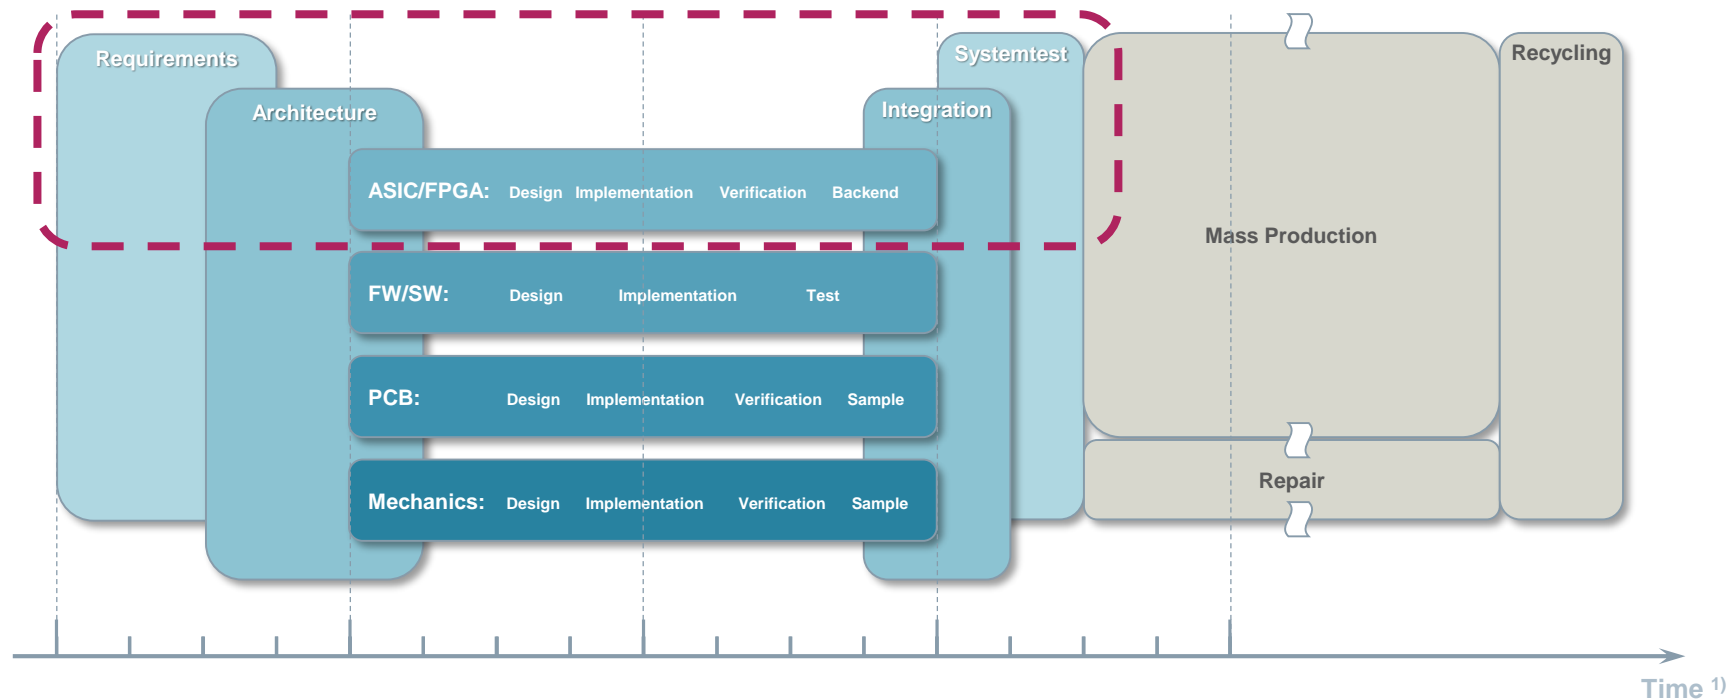 Requirements
Systemtest
Recycling
Architecture
Integration
ASIC/FPGA: Design Implementation Verification Backend
Mass Production
FW/SW: Design Implementation Test
PCB: Design Implementation Verification Sample
Repair
Mechanics: Design Implementation Verification Sample
Time 1)